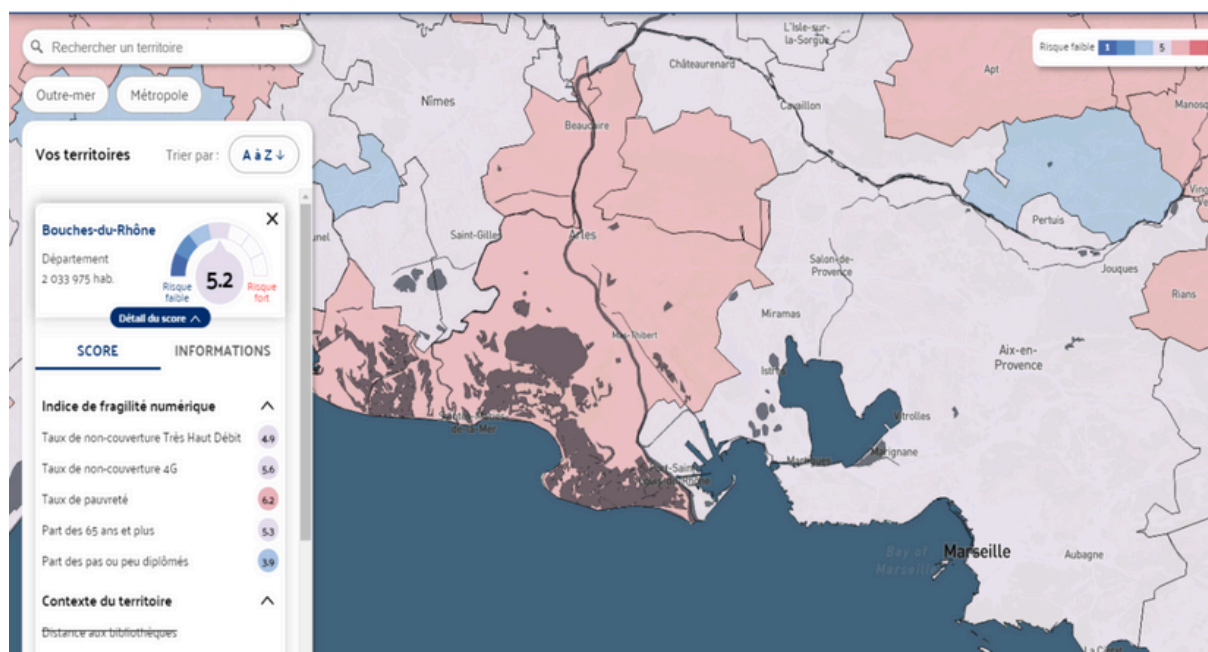 Rechercher un territoire
Outre-mer
Métropole
Vos territoires
Trier par :
A à Z ↓
Bouches-du-Rhône
Département
2 033 975 hab.
5.2
Risque faible
Risque fort
Détail du score
SCORE
INFORMATIONS
Indice de fragilité numérique
Taux de non-couverture Très Haut Débit 4.9
Taux de non-couverture 4G 5.6
Taux de pauvreté 6.2
Part des 65 ans et plus 5.3
Part des pas ou peu diplômés 3.9
Contexte du territoire
Distance aux bibliothèques
Risque faible 1 5
L'Isle-sur-
la-Sorgue
Châteaurenard
Apt
Nîmes
Cavaillon
Manosq
Beaucaire
Pertuis
Saint-Gilles
Arles
Salon-de-
Provence
Jouques
Rians
Miramas
Mas-Thibert
Aix-en-
Provence
Istres
Vitrolles
de-la-Mer
Martigues
Marignane
Bay of
Marseille
Marseille
Aubagne